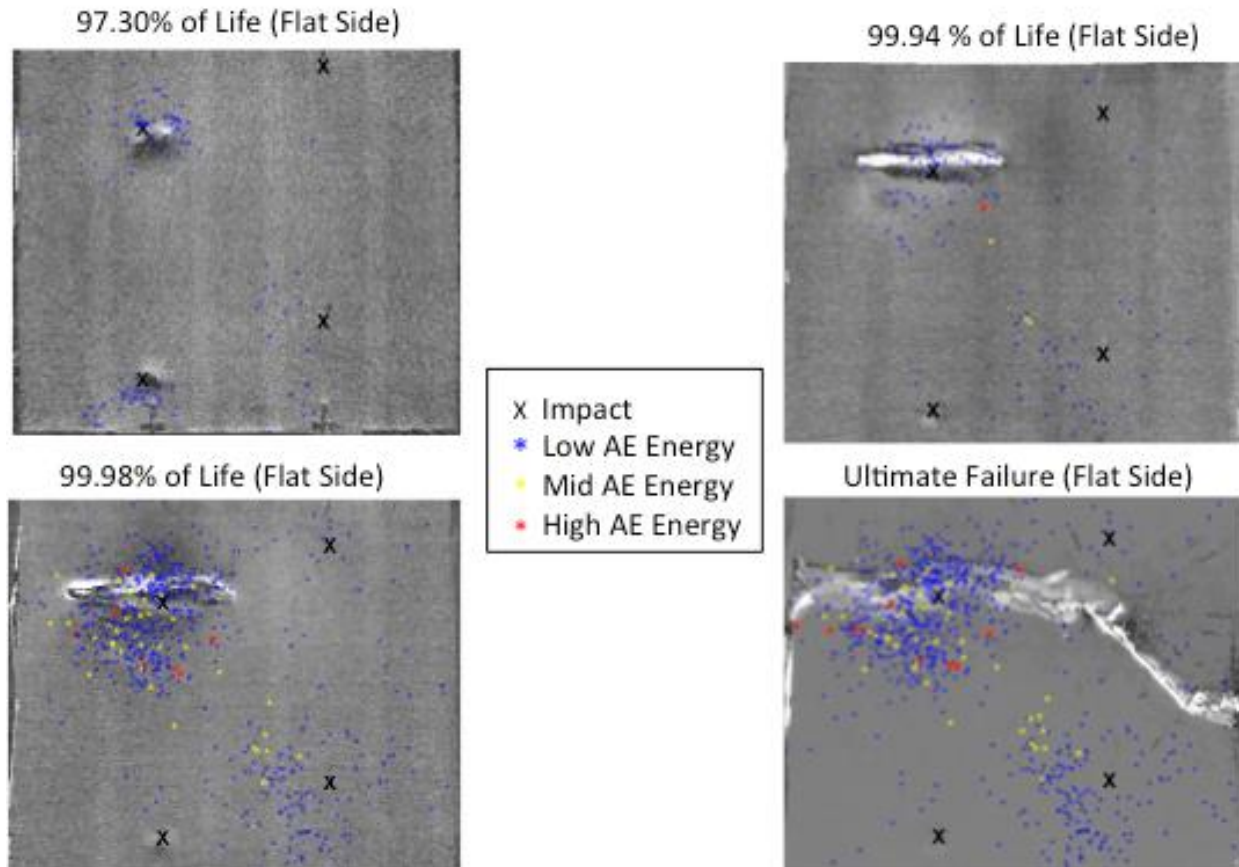 97.30% of Life (Flat Side)
99.94 % of Life (Flat Side)
X Impact
* Low AE Energy
* Mid AE Energy
* High AE Energy
99.98% of Life (Flat Side)
Ultimate Failure (Flat Side)